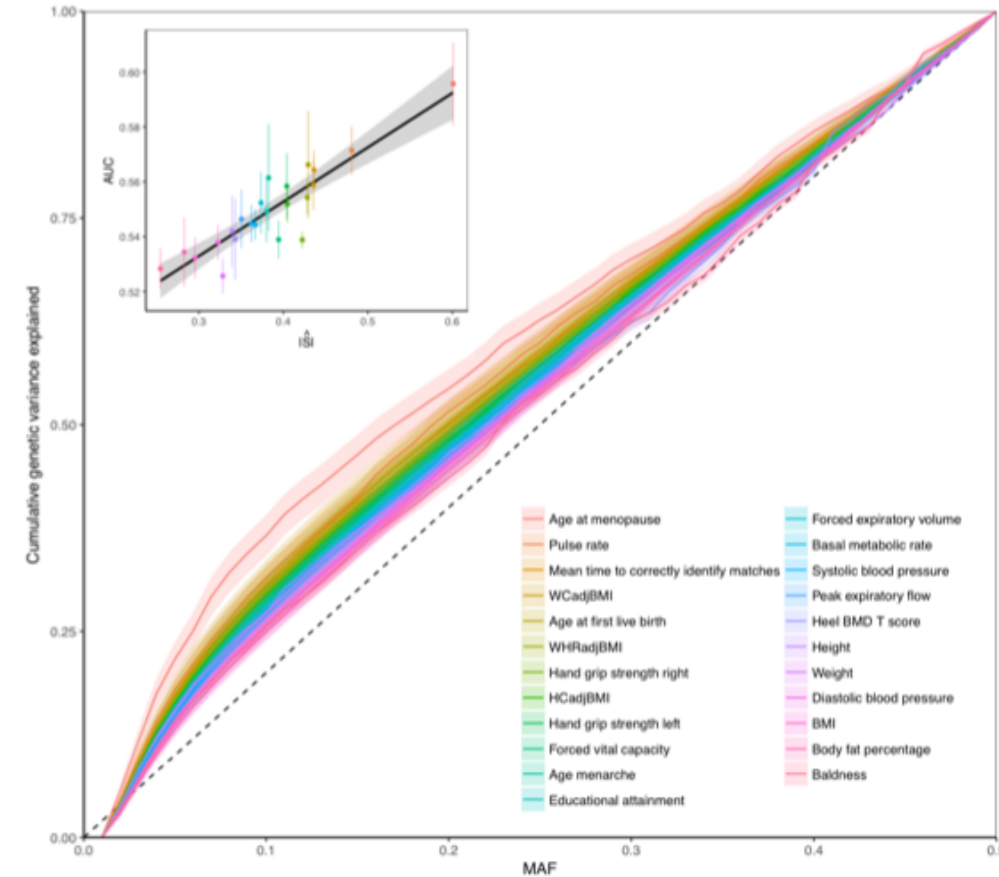 1.00
0.75
0.50
0.25
0.00
Cumulative genetic variance explained
0.60
0.58
0.56
0.54
0.52
AUC
0.3 0.4 0.5 0.6
|Ŝ|
Age at menopause
Pulse rate
Mean time to correctly identify matches
WCadjBMI
Age at first live birth
WHRadjBMI
Hand grip strength right
HCadjBMI
Hand grip strength left
Forced vital capacity
Age menarche
Educational attainment
Forced expiratory volume
Basal metabolic rate
Systolic blood pressure
Peak expiratory flow
Heel BMD T score
Height
Weight
Diastolic blood pressure
BMI
Body fat percentage
Baldness
0.0 0.1 0.2 0.3 0.4
MAF